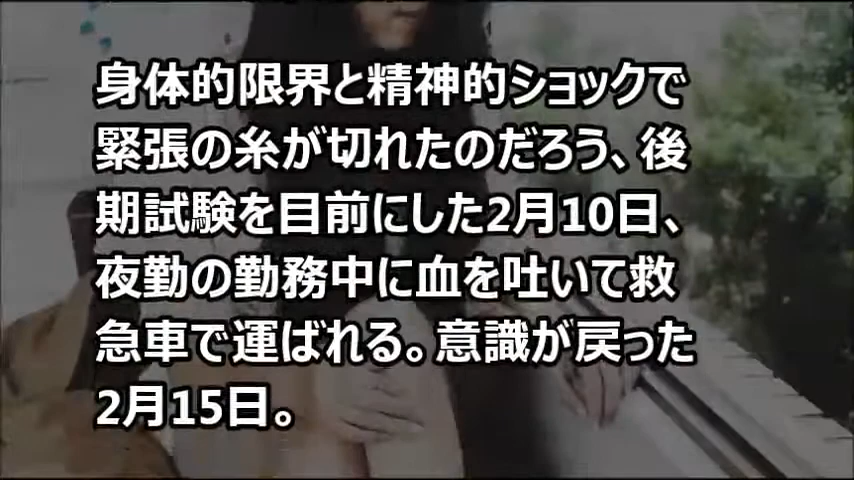 身体的限界と精神的ショックで
緊張の糸が切れたのだろう、後
期試験を目前にした2月10日、
夜勤の勤務中に血を吐いて救
急車で運ばれる。意識が戻った
2月15日。